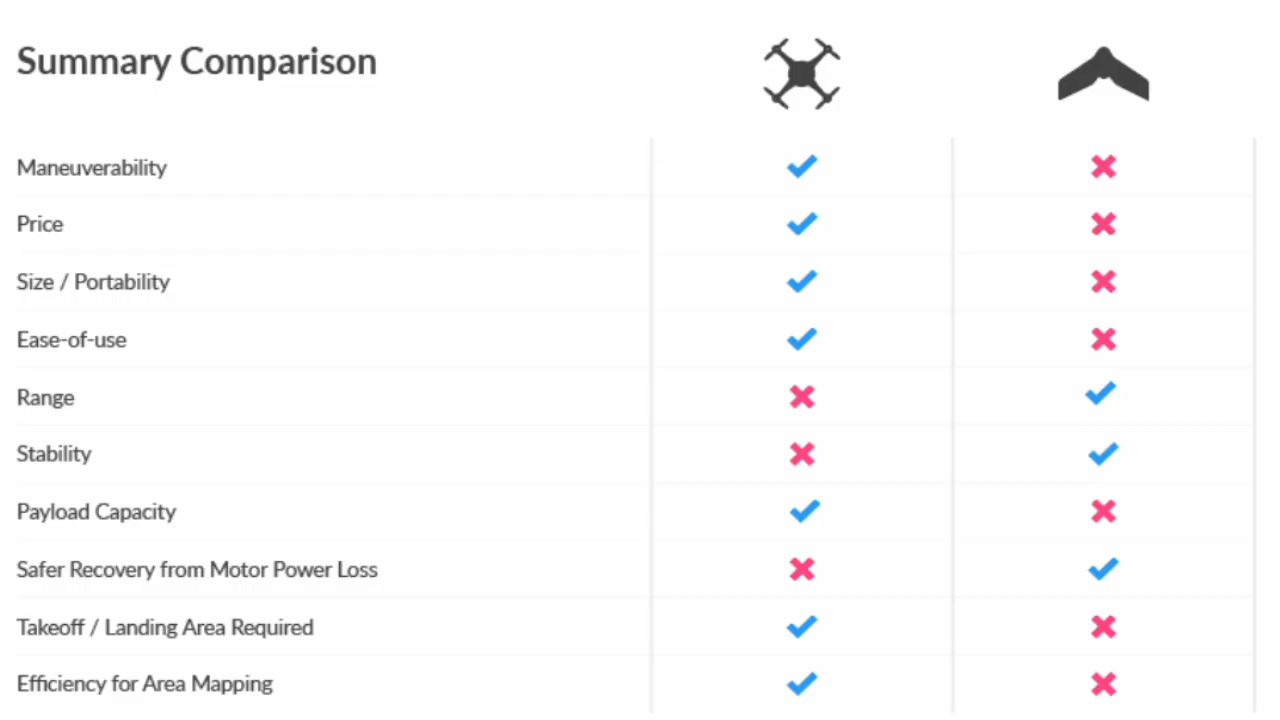 Summary Comparison
Maneuverability
Price
Size / Portability
Ease-of-use
Range
Stability
Payload Capacity
Safer Recovery from Motor Power Loss
Takeoff / Landing Area Required
Efficiency for Area Mapping